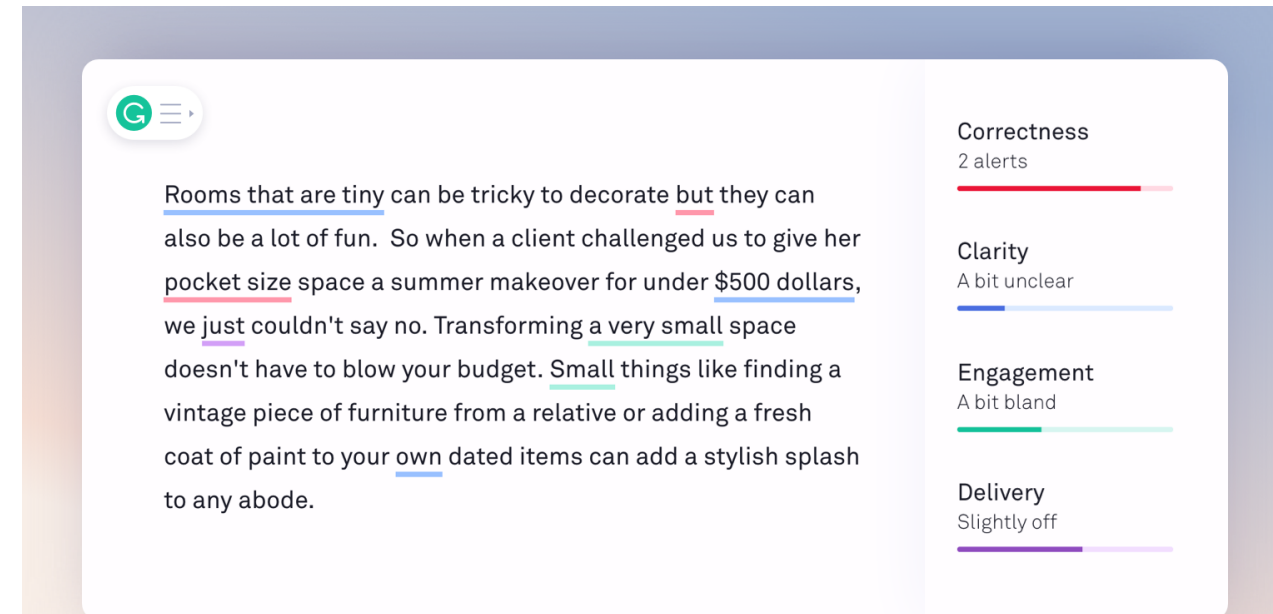 Rooms that are tiny can be tricky to decorate but they can
also be a lot of fun.  So when a client challenged us to give her
pocket size space a summer makeover for under $500 dollars,
we just couldn't say no. Transforming a very small space
doesn't have to blow your budget. Small things like finding a
vintage piece of furniture from a relative or adding a fresh
coat of paint to your own dated items can add a stylish splash
to any abode.
Correctness
2 alerts
Clarity
A bit unclear
Engagement
A bit bland
Delivery
Slightly off